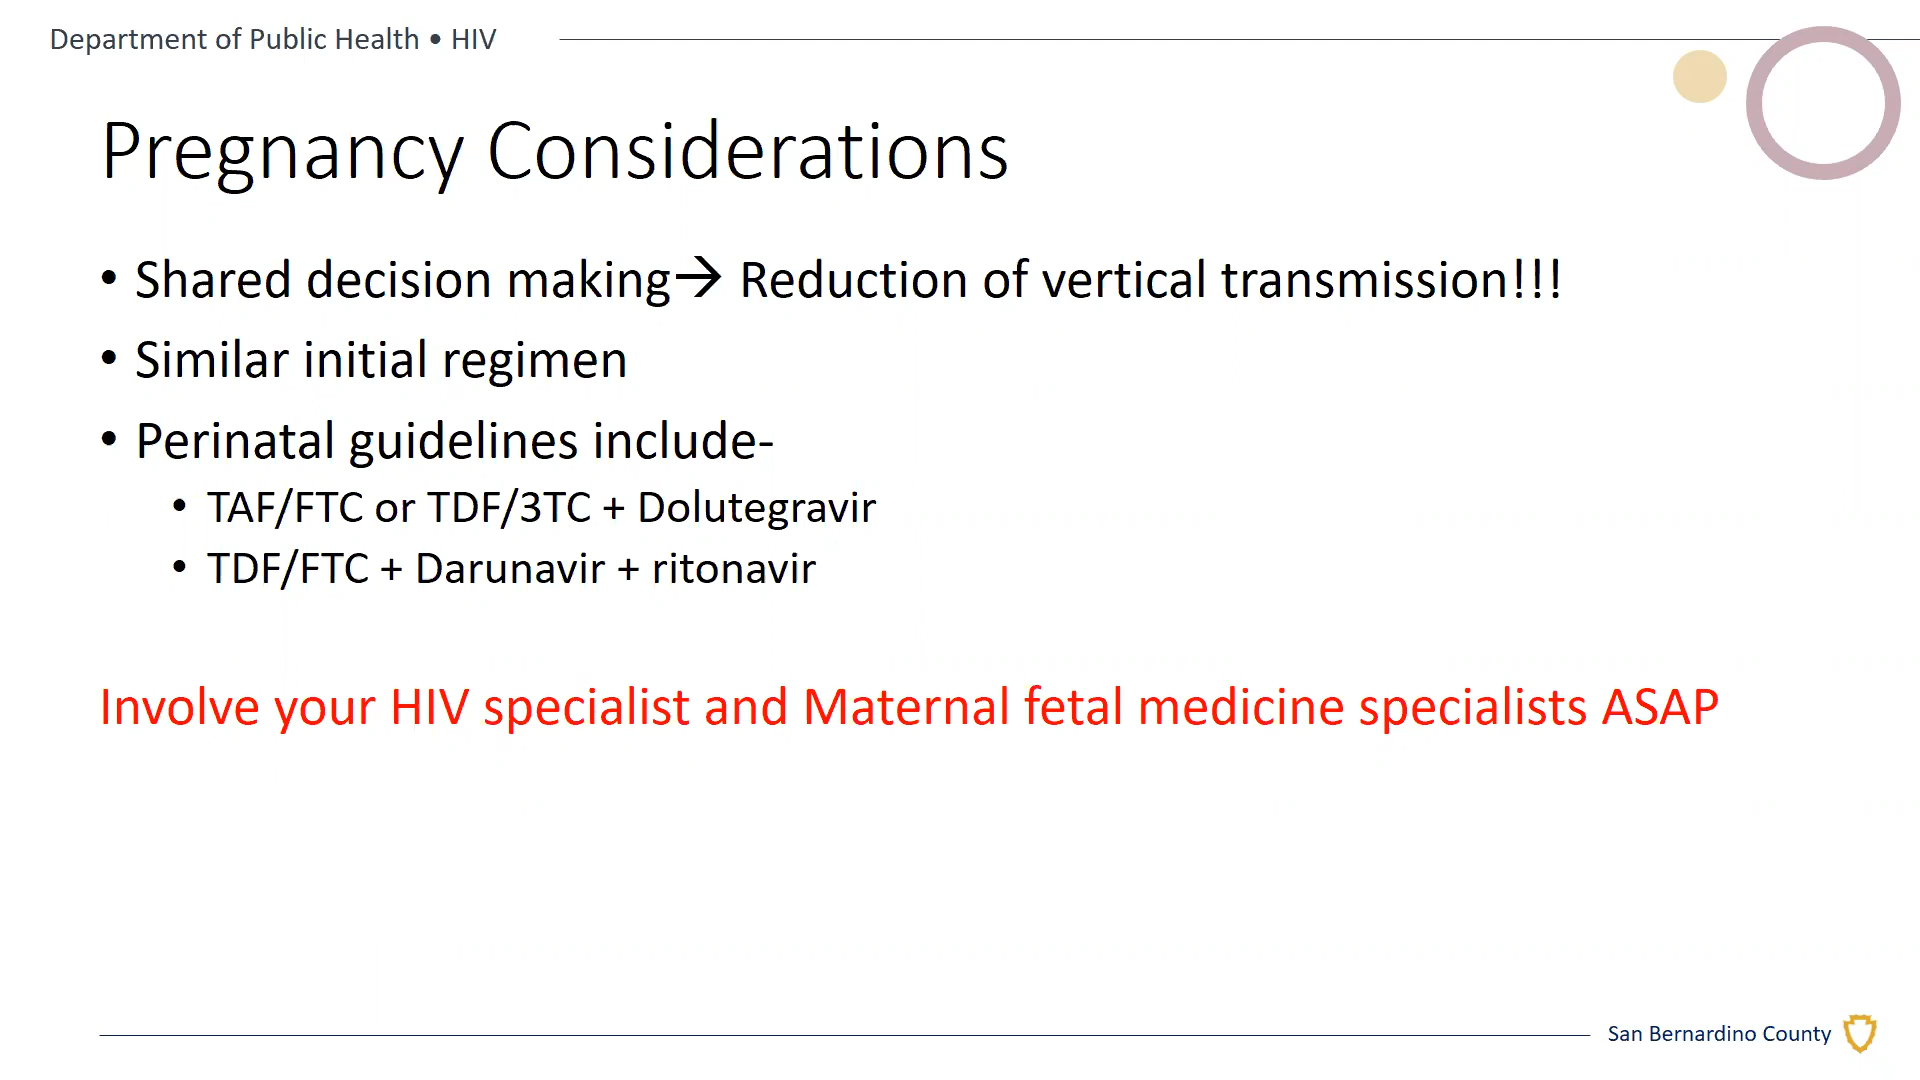 Department of Public Health • HIV
Pregnancy Considerations
• Shared decision making→ Reduction of vertical transmission!!!
• Similar initial regimen
• Perinatal guidelines include-
• TAF/FTC or TDF/3TC + Dolutegravir
• TDF/FTC + Darunavir + ritonavir
Involve your HIV specialist and Maternal fetal medicine specialists ASAP
San Bernardino County